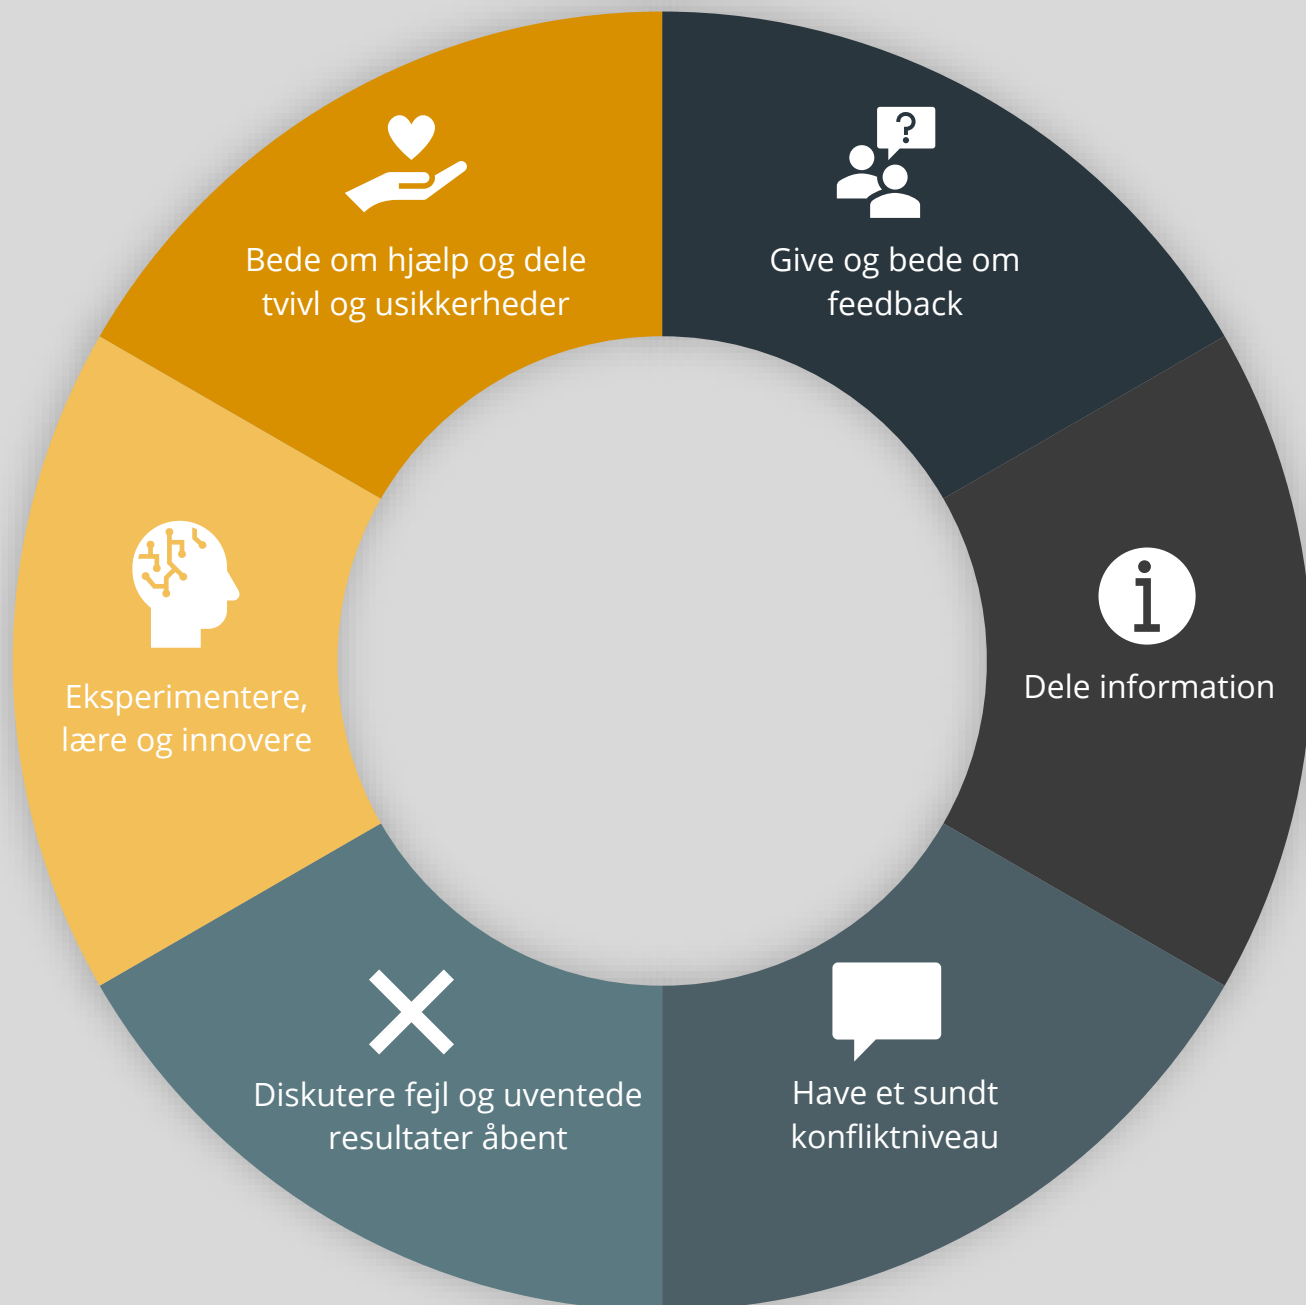 Bede om hjælp og dele
tvivl og usikkerheder
?
Give og bede om
feedback
i
Dele information
Eksperimentere,
lære og innovere
Diskutere fejl og uventede
resultater åbent
Have et sundt
konfliktniveau